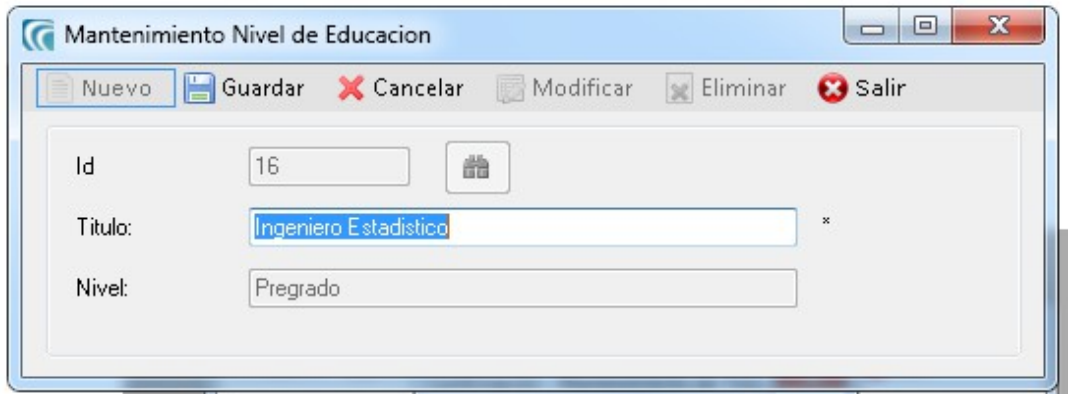 Mantenimiento Nivel de Educacion
Nuevo Guardar Cancelar Modificar Eliminar Salir
Id 16
Titulo: Ingeniero Estadistico *
Nivel: Pregrado